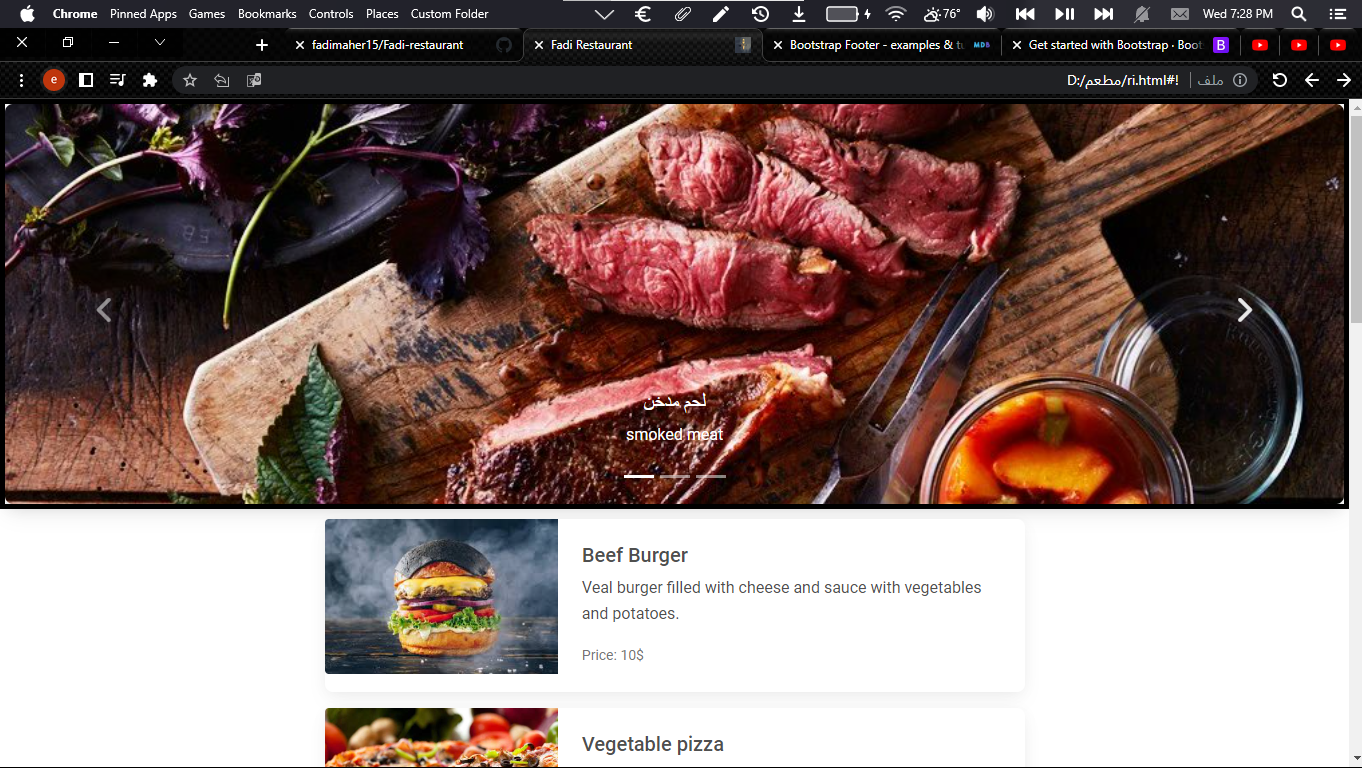 Chrome Pinned Apps Games Bookmarks Controls Places Custom Folder 76° Wed 7:28 PM
fadimaher15/Fadi-restaurant Fadi Restaurant Bootstrap Footer - examples & tu MDB Get started with Bootstrap · Boot B
e D:/مطعم/ri.html#! ملف
لحم مدخن
smoked meat
Beef Burger
Veal burger filled with cheese and sauce with vegetables
and potatoes.
Price: 10$
Vegetable pizza